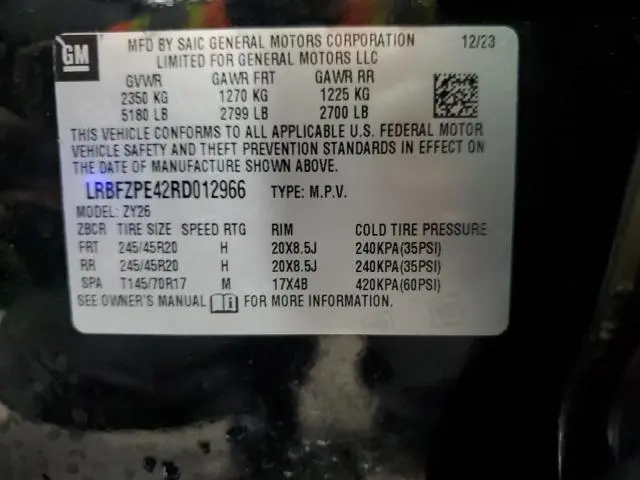 GM
MFD BY SAIC GENERAL MOTORS CORPORATION 12/23
LIMITED FOR GENERAL MOTORS LLC
GVWR GAWR FRT GAWR RR
2350 KG 1270 KG 1225 KG
5180 LB 2799 LB 2700 LB
THIS VEHICLE CONFORMS TO ALL APPLICABLE U.S. FEDERAL MOTOR
VEHICLE SAFETY AND THEFT PREVENTION STANDARDS IN EFFECT ON
THE DATE OF MANUFACTURE SHOWN ABOVE.
LRBFZPE42RD012966 TYPE: M.P.V.
MODEL: ZY26
ZBCR TIRE SIZE SPEED RTG RIM COLD TIRE PRESSURE
FRT 245/45R20 H 20X8.5J 240KPA(35PSI)
RR 245/45R20 H 20X8.5J 240KPA(35PSI)
SPA T145/70R17 M 17X4B 420KPA(60PSI)
SEE OWNER'S MANUAL FOR MORE INFORMATION.